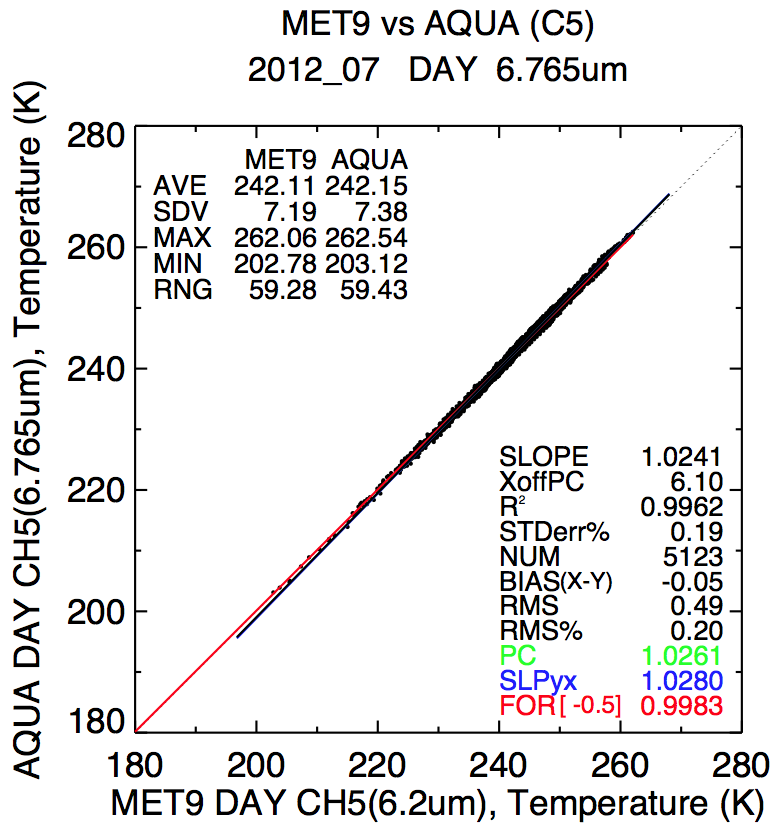 MET9 vs AQUA (C5)
2012_07 DAY 6.765um
AQUA DAY CH5(6.765um), Temperature (K)
280
260
240
220
200
180
MET9 AQUA
AVE 242.11 242.15
SDV 7.19 7.38
MAX 262.06 262.54
MIN 202.78 203.12
RNG 59.28 59.43
SLOPE 1.0241
XoffPC 6.10
R² 0.9962
STDerr% 0.19
NUM 5123
BIAS(X-Y) -0.05
RMS 0.49
RMS% 0.20
PC 1.0261
SLPyx 1.0280
FOR[ -0.5] 0.9983
180 200 220 240 260 280
MET9 DAY CH5(6.2um), Temperature (K)